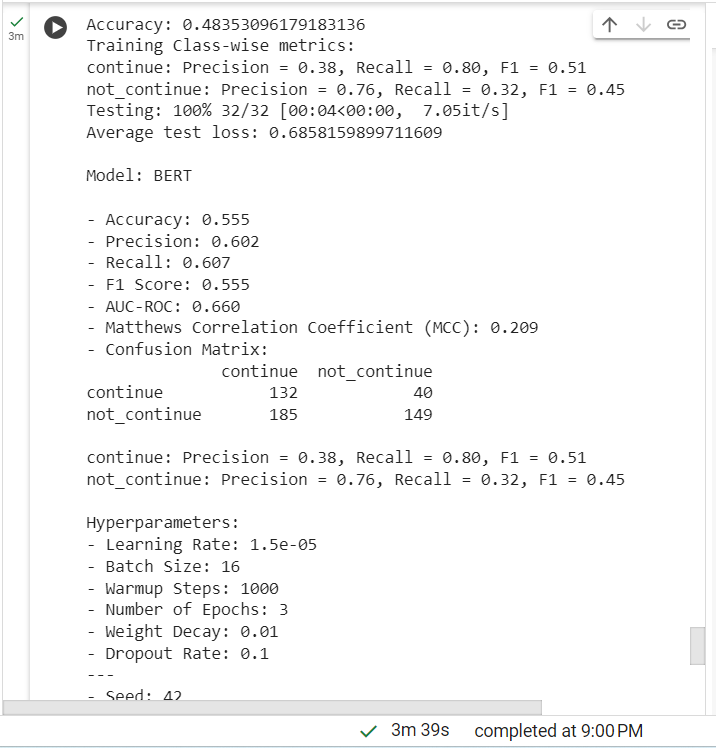 3m
Accuracy: 0.48353096179183136
Training Class-wise metrics:
continue: Precision = 0.38, Recall = 0.80, F1 = 0.51
not_continue: Precision = 0.76, Recall = 0.32, F1 = 0.45
Testing: 100% 32/32 [00:04<00:00,  7.05it/s]
Average test loss: 0.6858159899711609
Model: BERT
- Accuracy: 0.555
- Precision: 0.602
- Recall: 0.607
- F1 Score: 0.555
- AUC-ROC: 0.660
- Matthews Correlation Coefficient (MCC): 0.209
- Confusion Matrix:
continue  not_continue
continue           132            40
not_continue       185           149
continue: Precision = 0.38, Recall = 0.80, F1 = 0.51
not_continue: Precision = 0.76, Recall = 0.32, F1 = 0.45
Hyperparameters:
- Learning Rate: 1.5e-05
- Batch Size: 16
- Warmup Steps: 1000
- Number of Epochs: 3
- Weight Decay: 0.01
- Dropout Rate: 0.1
---
- Seed: 42
3m 39s completed at 9:00 PM